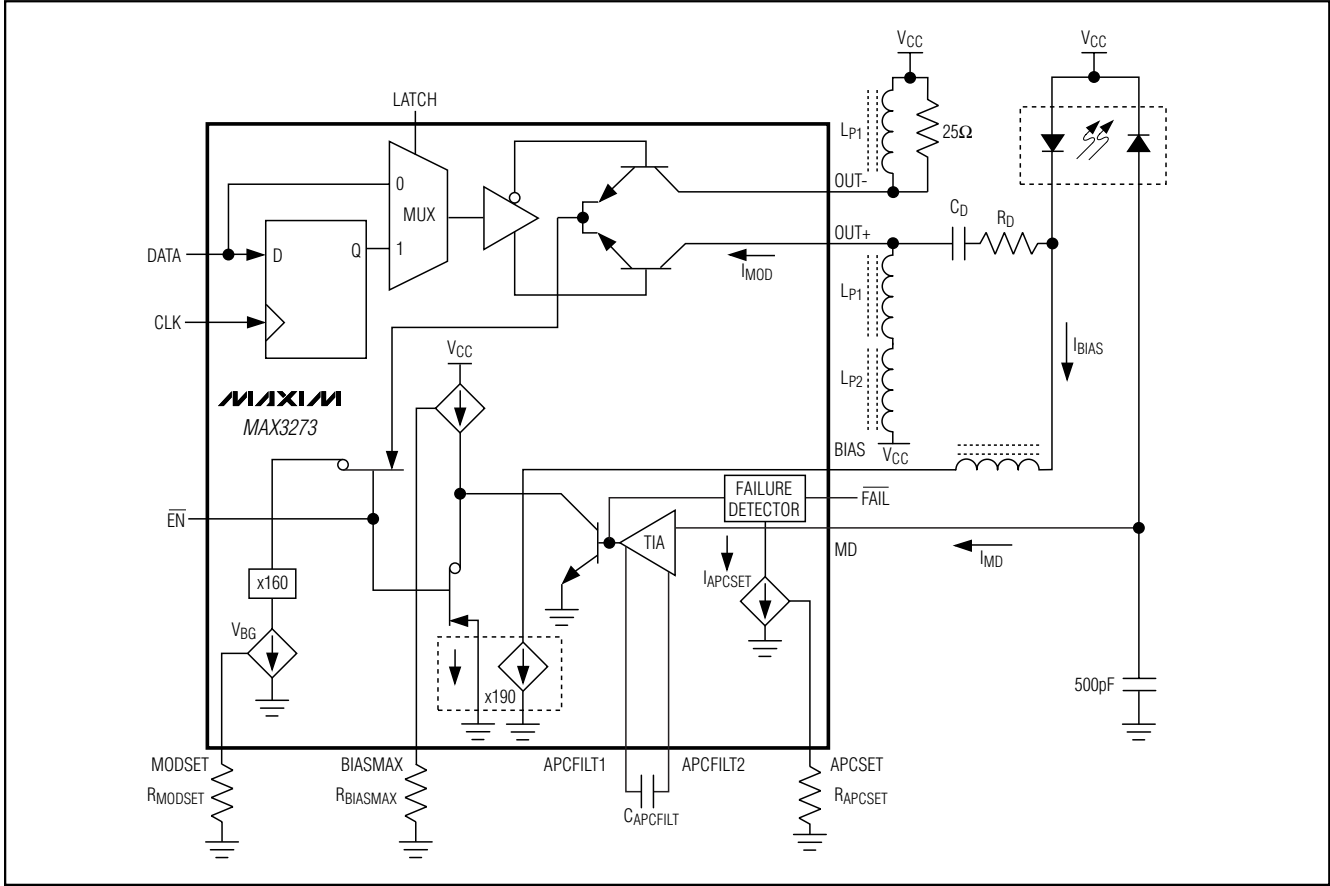 VCC
VCC
LATCH
LP1
25Ω
OUT-
0
MUX
CD
RD
OUT+
DATA
D
Q
1
IMOD
LP1
CLK
VCC
IBIAS
LP2
MAXIM
MAX3273
BIAS
VCC
FAILURE
DETECTOR
FAIL
EN
TIA
MD
IMD
IAPCSET
x160
VBG
x190
500pF
MODSET
BIASMAX
APCFILT1
APCFILT2
APCSET
RMODSET
RBIASMAX
CAPCFILT
RAPCSET